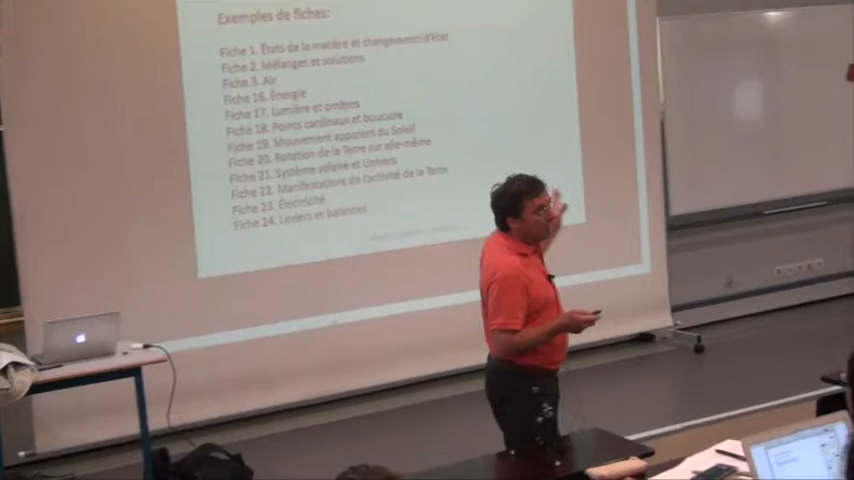 Exemples de fiches:
Fiche 1. États de la matière et changement d'état
Fiche 2. Mélanges et solutions
Fiche 3. Air
Fiche 16. Énergie
Fiche 17. Lumière et ombres
Fiche 18. Points cardinaux et boussole
Fiche 19. Mouvement apparent du Soleil
Fiche 20. Rotation de la Terre sur elle-même
Fiche 21. Système solaire et Univers
Fiche 22. Manifestations de l'activité de la Terre
Fiche 23. Électricité
Fiche 24. Leviers et balances